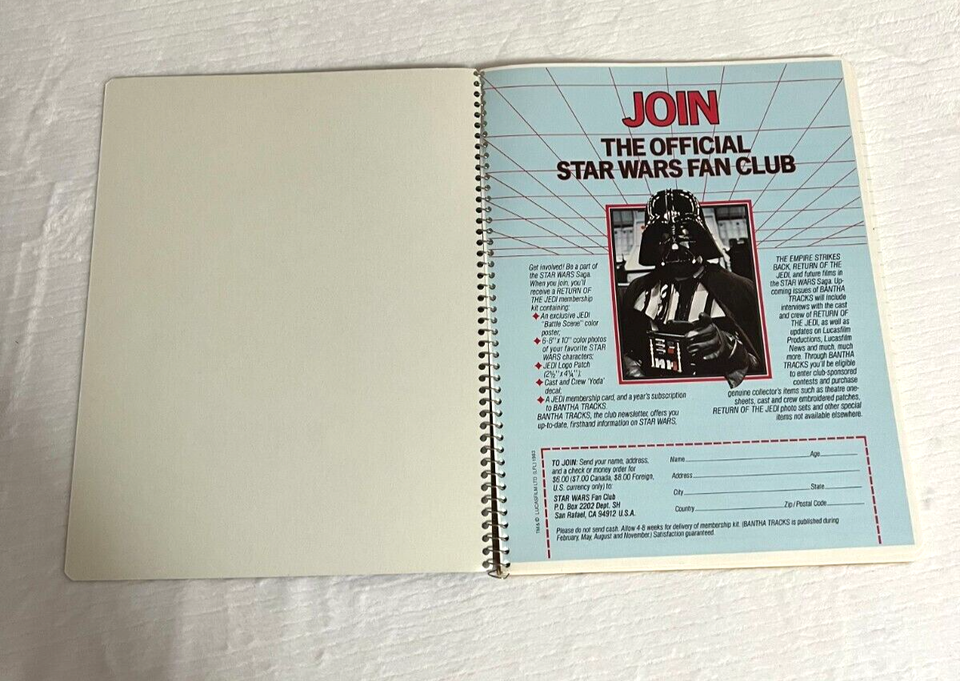 JOIN
THE OFFICIAL
STAR WARS FAN CLUB
Get involved! Be a part of
the STAR WARS Saga.
When you join, you'll
receive a RETURN OF
THE JEDI membership
kit containing:
An exclusive JEDI
"Battle Scene" color
poster;
6-8" x 10" color photos
of your favorite STAR
WARS characters;
JEDI Logo Patch
(2½" x 4¼");
Cast and Crew 'Yoda'
decal;
A JEDI membership card, and a year's subscription
to BANTHA TRACKS.
BANTHA TRACKS, the club newsletter, offers you
up-to-date, firsthand information on STAR WARS,
THE EMPIRE STRIKES
BACK, RETURN OF THE
JEDI, and future films in
the STAR WARS Saga. Up-
coming issues of BANTHA
TRACKS will include
interviews with the cast
and crew of RETURN OF
THE JEDI, as well as
updates on Lucasfilm
Productions, Lucasfilm
News and much, much
more. Through BANTHA
TRACKS you'll be eligible
to enter club-sponsored
contests and purchase
genuine collector's items such as theatre one-
sheets, cast and crew embroidered patches,
RETURN OF THE JEDI photo sets and other special
items not available elsewhere.
TM & © LUCASFILM LTD. (LFL) 1983
TO JOIN: Send your name, address,
and a check or money order for
$6.00 ($7.00 Canada, $8.00 Foreign,
U.S. currency only) to:
STAR WARS Fan Club
P.O. Box 2202 Dept. SH
San Rafael, CA 94912 U.S.A.
Name Age
Address
City State
Country Zip/Postal Code
Please do not send cash. Allow 4-8 weeks for delivery of membership kit. (BANTHA TRACKS is published during
February, May, August and November.) Satisfaction guaranteed.